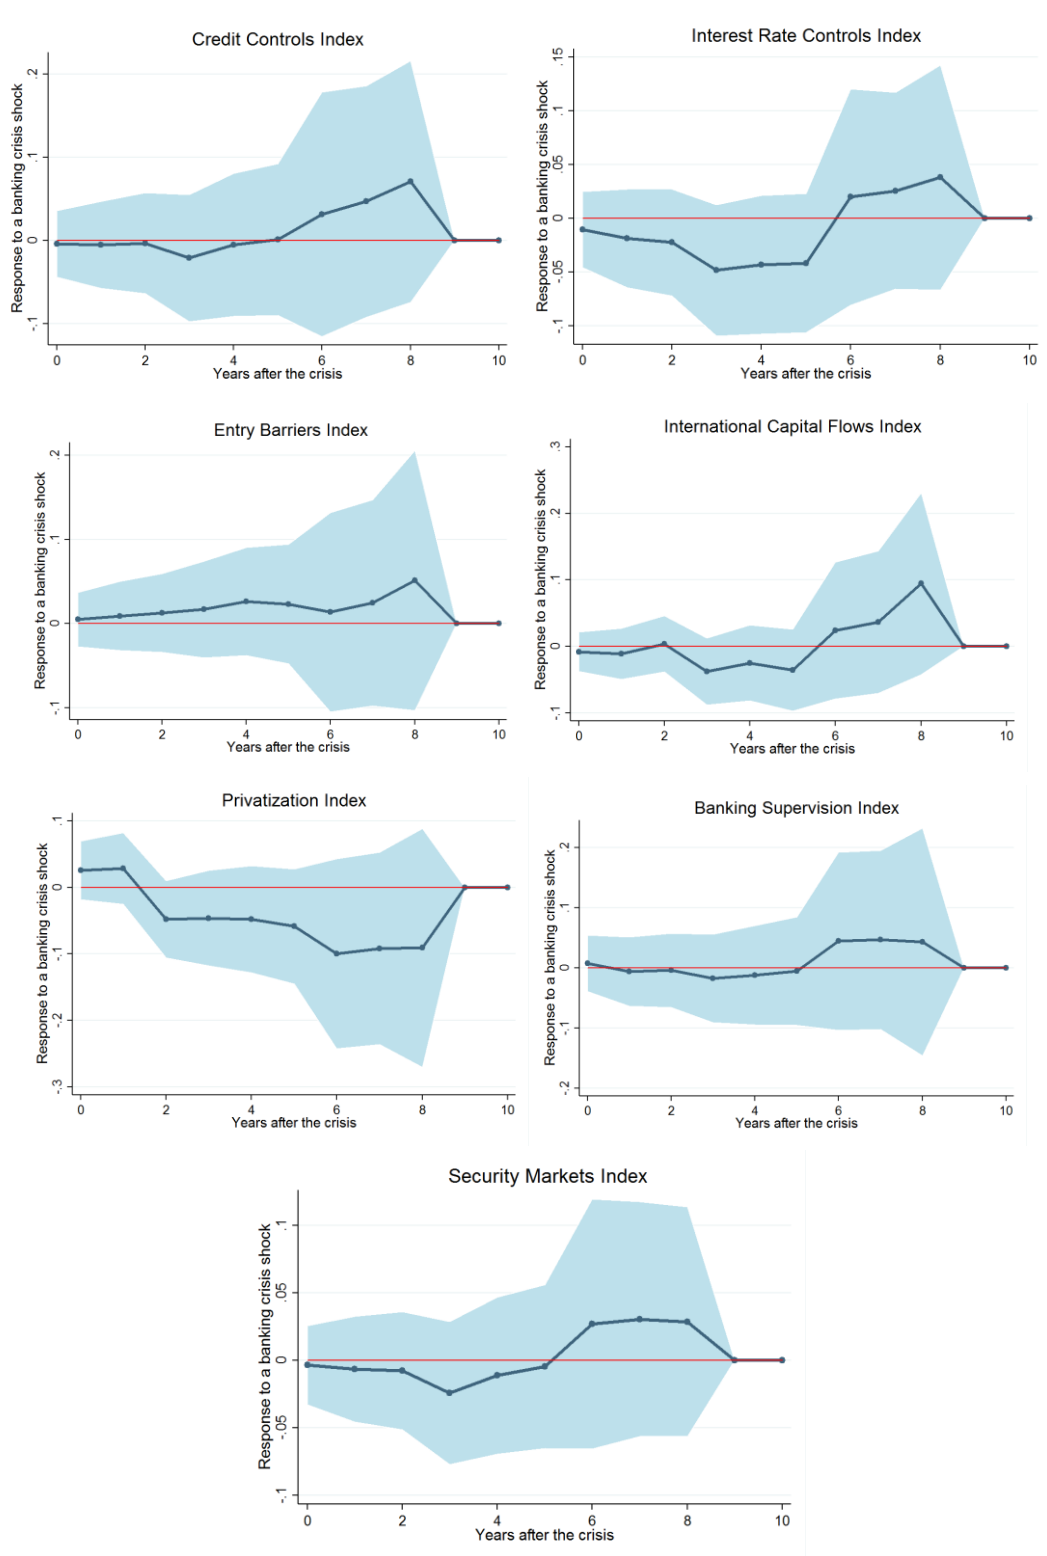 Credit Controls Index
Response to a banking crisis shock
.2
.1
0
-.1
0 2 4 6 8 10
Years after the crisis
Interest Rate Controls Index
Response to a banking crisis shock
.15
.1
.05
0
-.05
-.1
0 2 4 6 8 10
Years after the crisis
Entry Barriers Index
Response to a banking crisis shock
.2
.1
0
-.1
0 2 4 6 8 10
Years after the crisis
International Capital Flows Index
Response to a banking crisis shock
.3
.2
.1
0
-.1
0 2 4 6 8 10
Years after the crisis
Privatization Index
Response to a banking crisis shock
.1
0
-.1
-.2
-.3
0 2 4 6 8 10
Years after the crisis
Banking Supervision Index
Response to a banking crisis shock
.2
.1
0
-.1
-.2
0 2 4 6 8 10
Years after the crisis
Security Markets Index
Response to a banking crisis shock
.1
.05
0
-.05
-.1
0 2 4 6 8 10
Years after the crisis